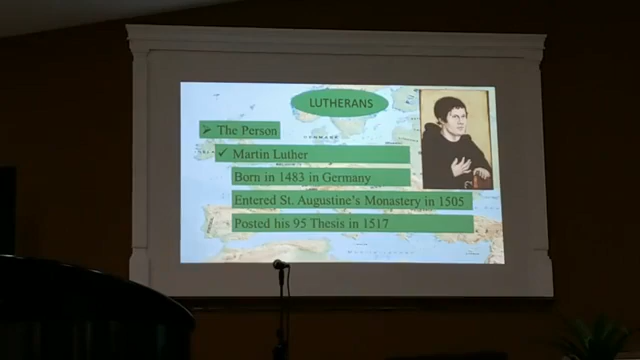 LUTHERANS
The Person
Martin Luther
Born in 1483 in Germany
Entered St. Augustine's Monastery in 1505
Posted his 95 Thesis in 1517